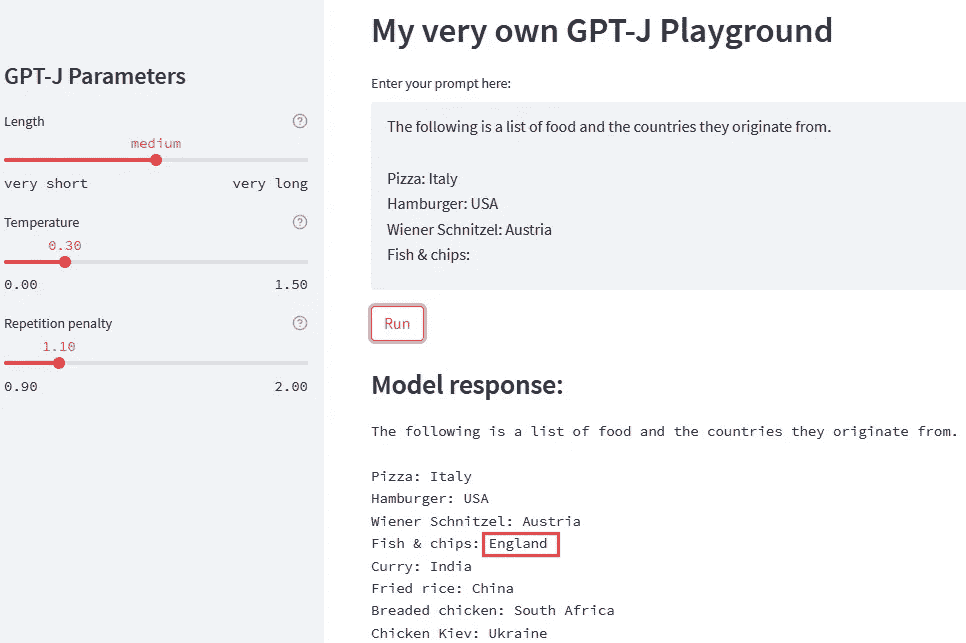 My very own GPT-J Playground
GPT-J Parameters
Enter your prompt here:
Length
?
medium
very short very long
Temperature
?
0.30
0.00 1.50
Repetition penalty
?
1.10
0.90 2.00
The following is a list of food and the countries they originate from.
Pizza: Italy
Hamburger: USA
Wiener Schnitzel: Austria
Fish & chips:
Run
Model response:
The following is a list of food and the countries they originate from.
Pizza: Italy
Hamburger: USA
Wiener Schnitzel: Austria
Fish & chips: England
Curry: India
Fried rice: China
Breaded chicken: South Africa
Chicken Kiev: Ukraine